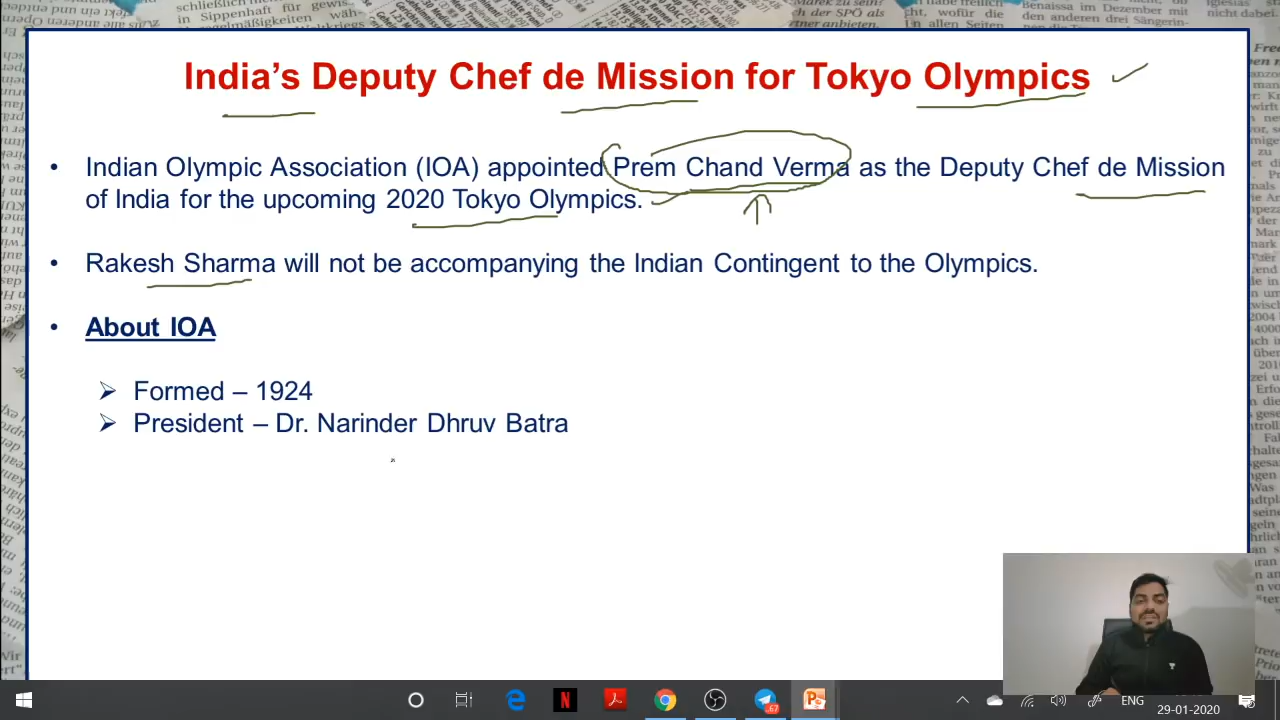 India's Deputy Chef de Mission for Tokyo Olympics
• Indian Olympic Association (IOA) appointed Prem Chand Verma as the Deputy Chef de Mission
of India for the upcoming 2020 Tokyo Olympics.
• Rakesh Sharma will not be accompanying the Indian Contingent to the Olympics.
• About IOA
➢ Formed – 1924
➢ President – Dr. Narinder Dhruv Batra
ENG
29-01-2020